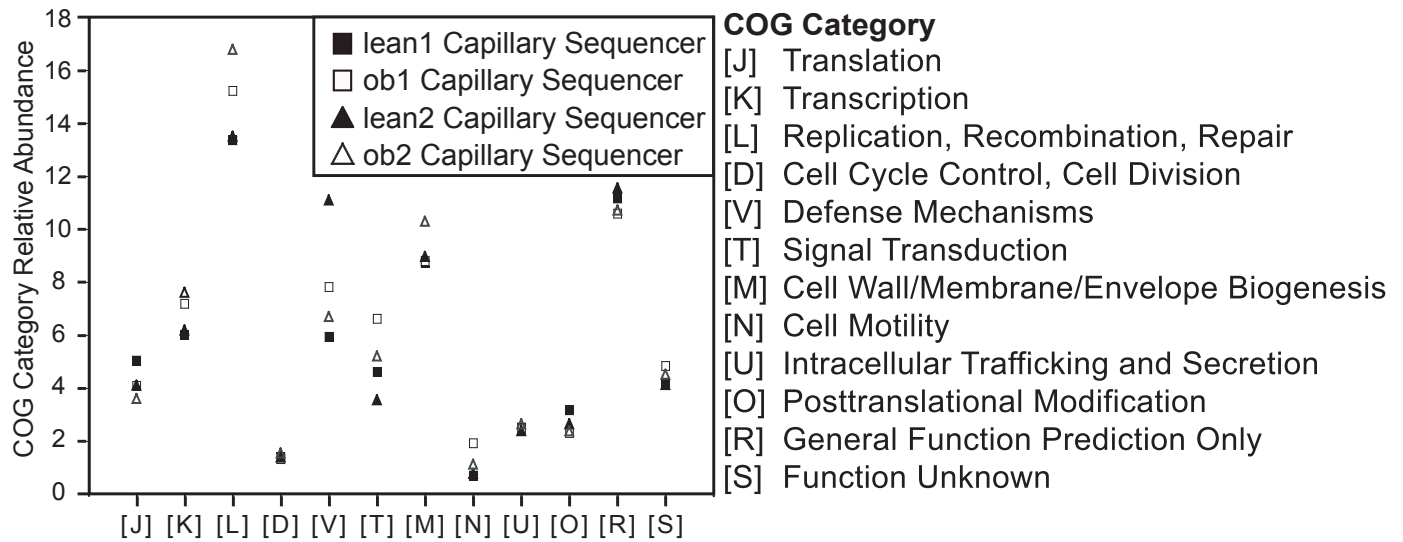 COG Category Relative Abundance
18
16
14
12
10
8
6
4
2
0
lean1 Capillary Sequencer
ob1 Capillary Sequencer
lean2 Capillary Sequencer
ob2 Capillary Sequencer
[J] [K] [L] [D] [V] [T] [M] [N] [U] [O] [R] [S]
COG Category
[J] Translation
[K] Transcription
[L] Replication, Recombination, Repair
[D] Cell Cycle Control, Cell Division
[V] Defense Mechanisms
[T] Signal Transduction
[M] Cell Wall/Membrane/Envelope Biogenesis
[N] Cell Motility
[U] Intracellular Trafficking and Secretion
[O] Posttranslational Modification
[R] General Function Prediction Only
[S] Function Unknown